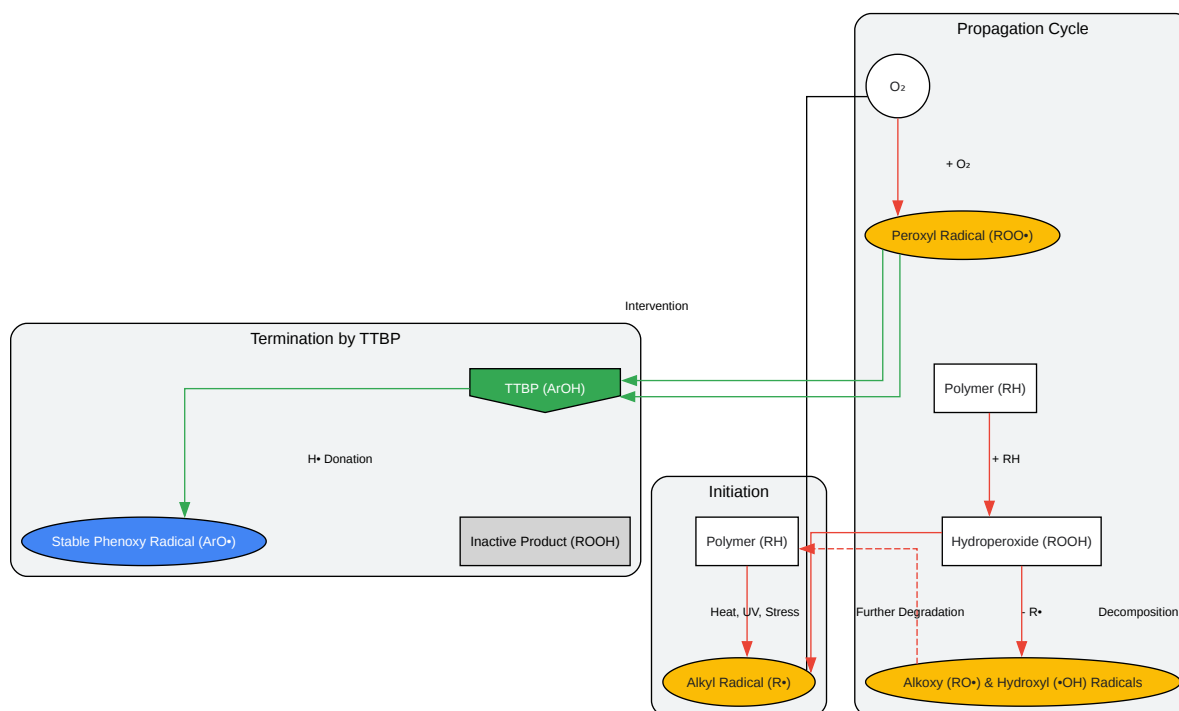 Propagation Cycle
O₂
+ O₂
Peroxyl Radical (ROO•)
Intervention
Termination by TTBP
TTBP (ArOH)
Polymer (RH)
H• Donation
+ RH
Initiation
Stable Phenoxy Radical (ArO•)
Inactive Product (ROOH)
Polymer (RH)
Hydroperoxide (ROOH)
Heat, UV, Stress
Further Degradation
- R•
Decomposition
Alkyl Radical (R•)
Alkoxy (RO•) & Hydroxyl (•OH) Radicals